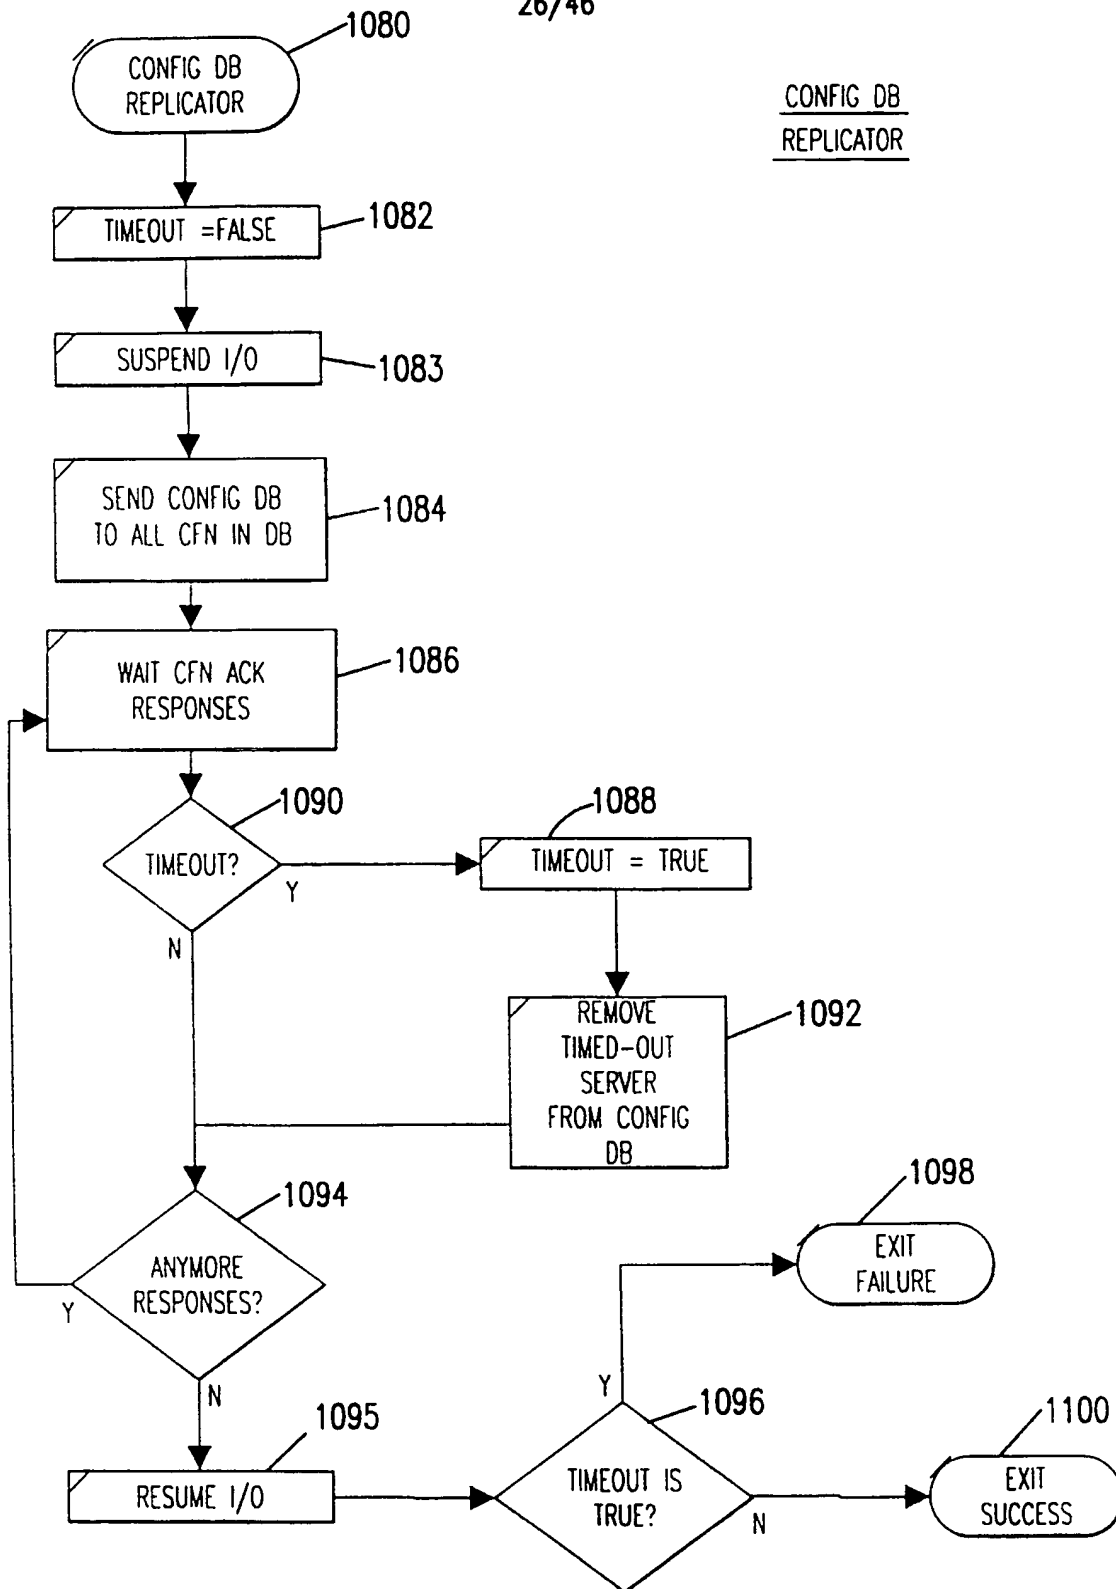 26/46
1080
CONFIG DB
REPLICATOR
CONFIG DB
REPLICATOR
1082
TIMEOUT =FALSE
SUSPEND I/O
1083
SEND CONFIG DB
TO ALL CFN IN DB
1084
WAIT CFN ACK
RESPONSES
1086
1090
TIMEOUT?
Y
N
1088
TIMEOUT = TRUE
REMOVE
TIMED-OUT
SERVER
FROM CONFIG
DB
1092
1094
ANYMORE
RESPONSES?
Y
N
1098
EXIT
FAILURE
1095
RESUME I/O
Y
1096
TIMEOUT IS
TRUE?
N
1100
EXIT
SUCCESS